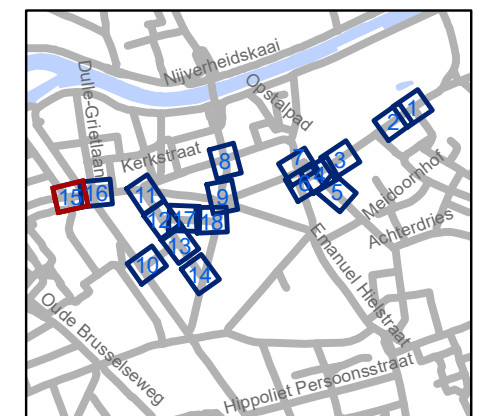 Nijverheidskaai
Dulle-Grietlaan
Opstalpad
Kerkstraat
1
2
3
4
5
6
7
8
9
10
11
12
13
14
15
16
17
18
Meldoornhof
Achterdries
Emanuel Hielstraat
Oude Brusselseweg
Hippoliet Persoonsstraat